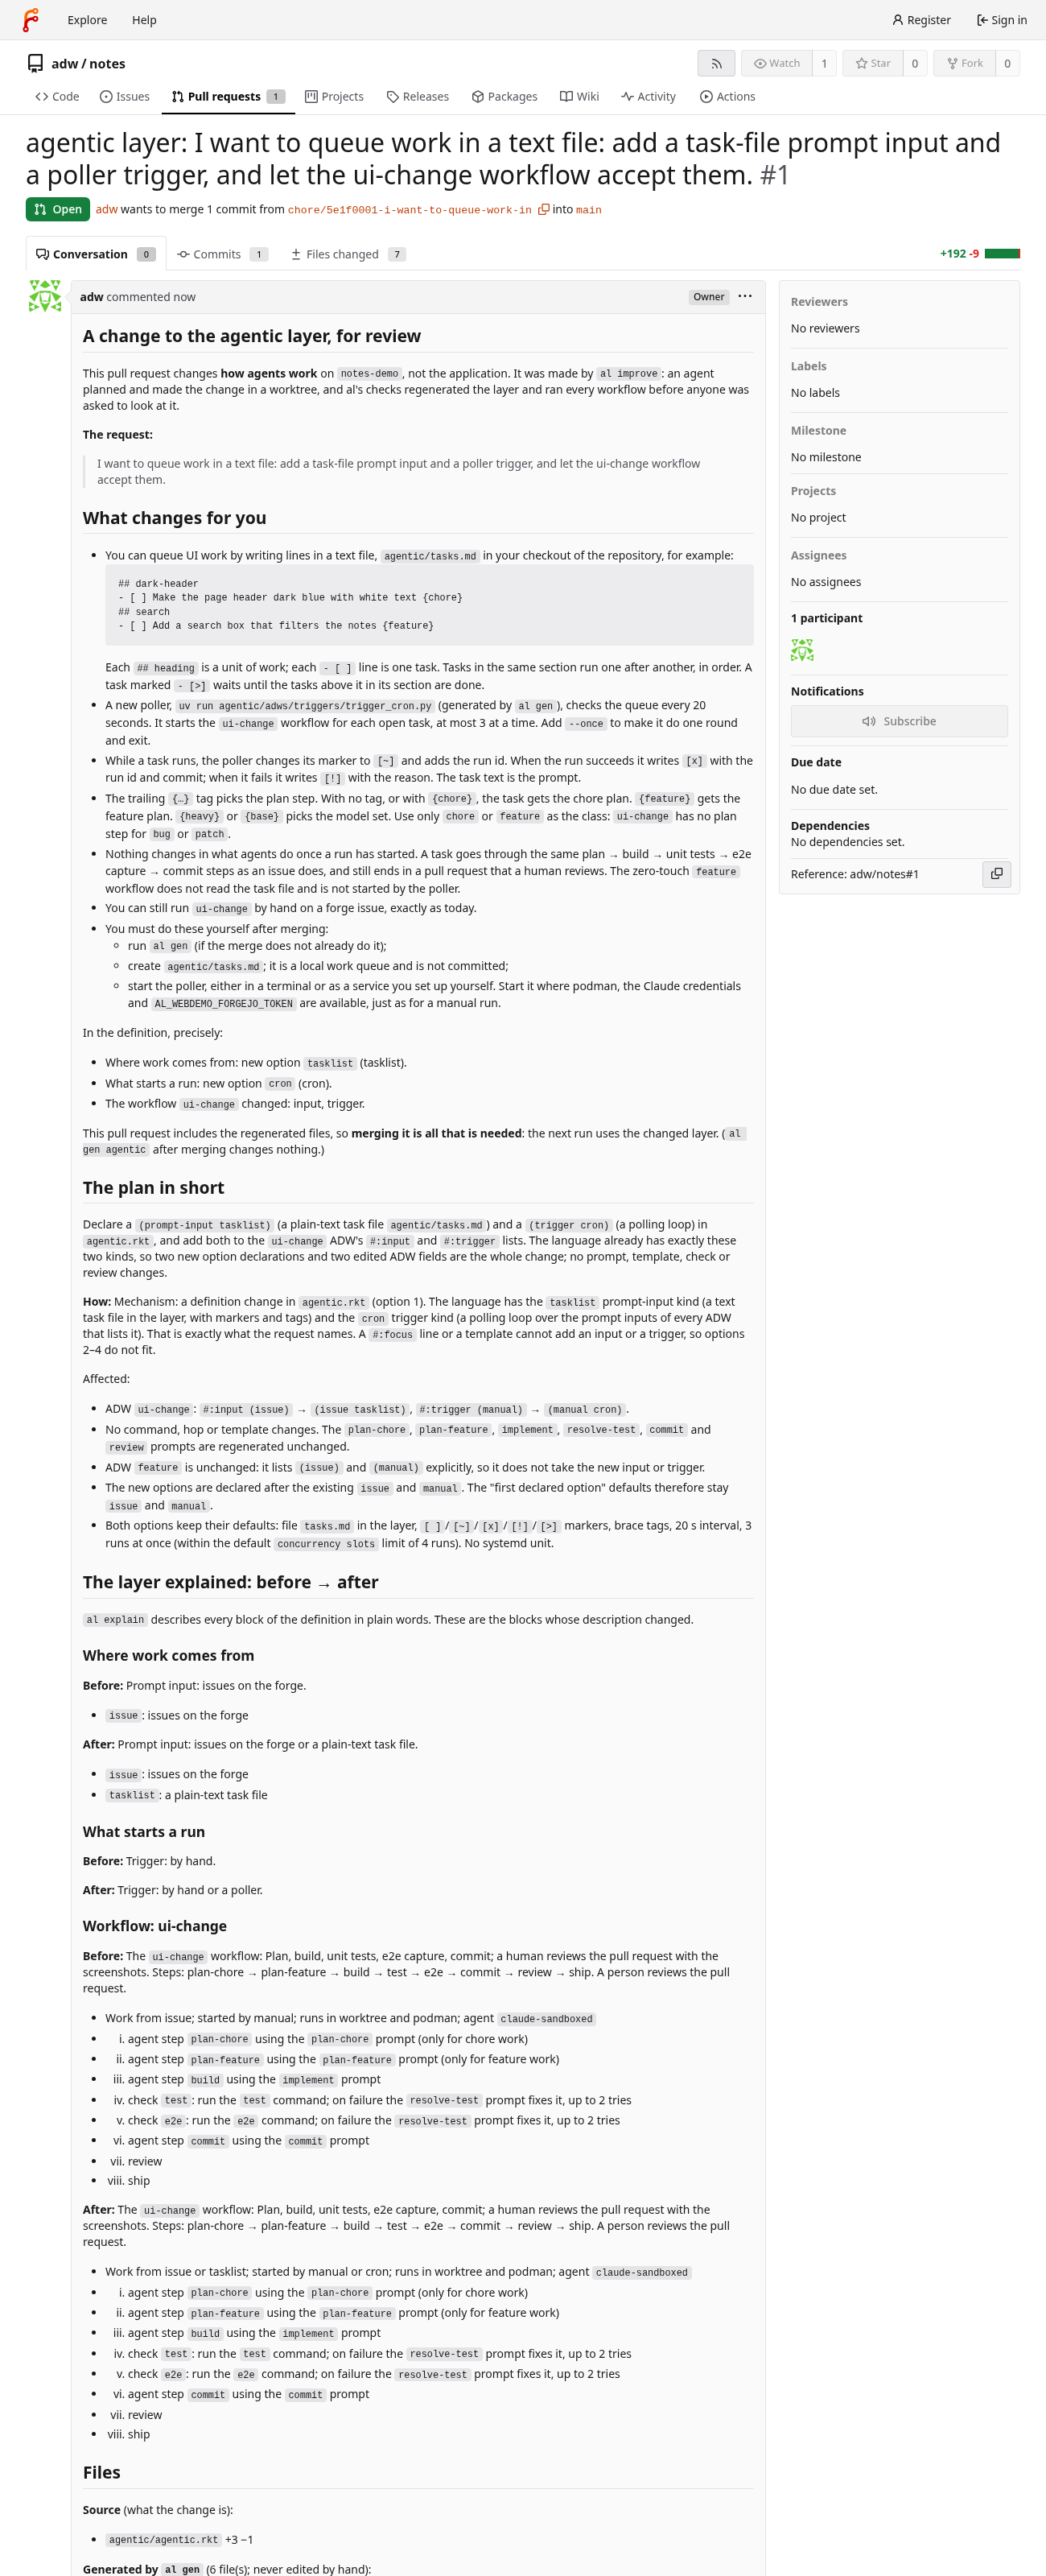 Explore Help Register Sign in
adw / notes Watch 1 Star 0 Fork 0
Code Issues Pull requests 1 Projects Releases Packages Wiki Activity Actions
agentic layer: I want to queue work in a text file: add a task-file prompt input and
a poller trigger, and let the ui-change workflow accept them. #1
Open adw wants to merge 1 commit from chore/5e1f0001-i-want-to-queue-work-in into main
Conversation 0 Commits 1 Files changed 7 +192 -9
adw commented now Owner
A change to the agentic layer, for review
This pull request changes how agents work on notes-demo, not the application. It was made by al improve: an agent
planned and made the change in a worktree, and al's checks regenerated the layer and ran every workflow before anyone was
asked to look at it.
The request:
I want to queue work in a text file: add a task-file prompt input and a poller trigger, and let the ui-change workflow
accept them.
What changes for you
• You can queue UI work by writing lines in a text file, agentic/tasks.md in your checkout of the repository, for example:
## dark-header
- [ ] Make the page header dark blue with white text {chore}
## search
- [ ] Add a search box that filters the notes {feature}
Each ## heading is a unit of work; each - [ ] line is one task. Tasks in the same section run one after another, in order. A
task marked - [>] waits until the tasks above it in its section are done.
• A new poller, uv run agentic/adws/triggers/trigger_cron.py (generated by al gen), checks the queue every 20
seconds. It starts the ui-change workflow for each open task, at most 3 at a time. Add --once to make it do one round
and exit.
• While a task runs, the poller changes its marker to [~] and adds the run id. When the run succeeds it writes [x] with the
run id and commit; when it fails it writes [!] with the reason. The task text is the prompt.
• The trailing {…} tag picks the plan step. With no tag, or with {chore}, the task gets the chore plan. {feature} gets the
feature plan. {heavy} or {base} picks the model set. Use only chore or feature as the class: ui-change has no plan
step for bug or patch.
• Nothing changes in what agents do once a run has started. A task goes through the same plan → build → unit tests → e2e
capture → commit steps as an issue does, and still ends in a pull request that a human reviews. The zero-touch feature
workflow does not read the task file and is not started by the poller.
• You can still run ui-change by hand on a forge issue, exactly as today.
• You must do these yourself after merging:
run al gen (if the merge does not already do it);
create agentic/tasks.md; it is a local work queue and is not committed;
start the poller, either in a terminal or as a service you set up yourself. Start it where podman, the Claude credentials
and AL_WEBDEMO_FORGEJO_TOKEN are available, just as for a manual run.
In the definition, precisely:
• Where work comes from: new option tasklist (tasklist).
• What starts a run: new option cron (cron).
• The workflow ui-change changed: input, trigger.
This pull request includes the regenerated files, so merging it is all that is needed: the next run uses the changed layer. (al
gen agentic after merging changes nothing.)
The plan in short
Declare a (prompt-input tasklist) (a plain-text task file agentic/tasks.md) and a (trigger cron) (a polling loop) in
agentic.rkt, and add both to the ui-change ADW's #:input and #:trigger lists. The language already has exactly these
two kinds, so two new option declarations and two edited ADW fields are the whole change; no prompt, template, check or
review changes.
How: Mechanism: a definition change in agentic.rkt (option 1). The language has the tasklist prompt-input kind (a text
task file in the layer, with markers and tags) and the cron trigger kind (a polling loop over the prompt inputs of every ADW
that lists it). That is exactly what the request names. A #:focus line or a template cannot add an input or a trigger, so options
2–4 do not fit.
Affected:
• ADW ui-change: #:input (issue) → (issue tasklist), #:trigger (manual) → (manual cron).
• No command, hop or template changes. The plan-chore, plan-feature, implement, resolve-test, commit and
review prompts are regenerated unchanged.
• ADW feature is unchanged: it lists (issue) and (manual) explicitly, so it does not take the new input or trigger.
• The new options are declared after the existing issue and manual. The "first declared option" defaults therefore stay
issue and manual.
• Both options keep their defaults: file tasks.md in the layer, [ ]/[~]/[x]/[!]/[>] markers, brace tags, 20 s interval, 3
runs at once (within the default concurrency slots limit of 4 runs). No systemd unit.
The layer explained: before → after
al explain describes every block of the definition in plain words. These are the blocks whose description changed.
Where work comes from
Before: Prompt input: issues on the forge.
• issue: issues on the forge
After: Prompt input: issues on the forge or a plain-text task file.
• issue: issues on the forge
• tasklist: a plain-text task file
What starts a run
Before: Trigger: by hand.
After: Trigger: by hand or a poller.
Workflow: ui-change
Before: The ui-change workflow: Plan, build, unit tests, e2e capture, commit; a human reviews the pull request with the
screenshots. Steps: plan-chore → plan-feature → build → test → e2e → commit → review → ship. A person reviews the pull
request.
• Work from issue; started by manual; runs in worktree and podman; agent claude-sandboxed
• i. agent step plan-chore using the plan-chore prompt (only for chore work)
• ii. agent step plan-feature using the plan-feature prompt (only for feature work)
• iii. agent step build using the implement prompt
• iv. check test: run the test command; on failure the resolve-test prompt fixes it, up to 2 tries
• v. check e2e: run the e2e command; on failure the resolve-test prompt fixes it, up to 2 tries
• vi. agent step commit using the commit prompt
• vii. review
• viii. ship
After: The ui-change workflow: Plan, build, unit tests, e2e capture, commit; a human reviews the pull request with the
screenshots. Steps: plan-chore → plan-feature → build → test → e2e → commit → review → ship. A person reviews the pull
request.
• Work from issue or tasklist; started by manual or cron; runs in worktree and podman; agent claude-sandboxed
• i. agent step plan-chore using the plan-chore prompt (only for chore work)
• ii. agent step plan-feature using the plan-feature prompt (only for feature work)
• iii. agent step build using the implement prompt
• iv. check test: run the test command; on failure the resolve-test prompt fixes it, up to 2 tries
• v. check e2e: run the e2e command; on failure the resolve-test prompt fixes it, up to 2 tries
• vi. agent step commit using the commit prompt
• vii. review
• viii. ship
Files
Source (what the change is):
• agentic/agentic.rkt +3 −1
Generated by al gen (6 file(s); never edited by hand):
Reviewers
No reviewers
Labels
No labels
Milestone
No milestone
Projects
No project
Assignees
No assignees
1 participant
Notifications
Subscribe
Due date
No due date set.
Dependencies
No dependencies set.
Reference: adw/notes#1